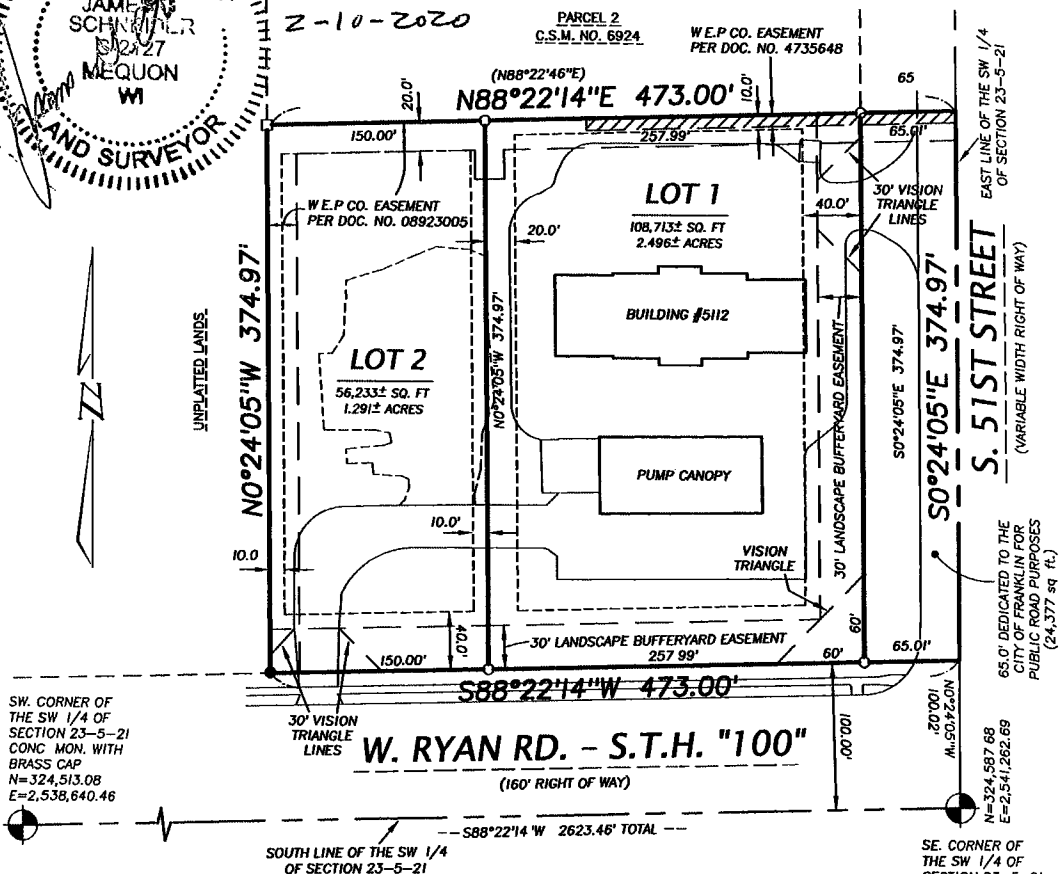 JAMES
SCHNEIDER
MEQUON
WI
AND SURVEYOR
2-10-2020
PARCEL 2
C.S.M. NO. 6924
W.E.P CO. EASEMENT
PER DOC. NO. 4735648
(N88°22'46"E)
N88°22'14"E 473.00'
20.0'
10.0'
65
EAST LINE OF THE SW 1/4
OF SECTION 23-5-21
150.00'
257.99'
65.01'
W.E.P CO. EASEMENT
PER DOC. NO. 08923005
LOT 1
108,713± SQ. FT
2.496± ACRES
30' VISION
TRIANGLE
LINES
40.0'
20.0'
BUILDING #5112
UNPLATTED LANDS
N0°24'05"W 374.97'
LOT 2
56,233± SQ. FT
1.291± ACRES
N0°24'05"W 374.97'
30' LANDSCAPE BUFFERYARD EASEMENT
S0°24'05"E 374.97'
S0°24'05"E 374.97'
S. 51ST STREET
(VARIABLE WIDTH RIGHT OF WAY)
N
PUMP CANOPY
10.0'
10.0
VISION
TRIANGLE
60'
65.0' DEDICATED TO THE
CITY OF FRANKLIN FOR
PUBLIC ROAD PURPOSES
(24,377 sq ft.)
40.0'
30' LANDSCAPE BUFFERYARD EASEMENT
150.00'
257 99'
60'
65.01'
S88°22'14"W 473.00'
SW. CORNER OF
THE SW 1/4 OF
SECTION 23-5-21
CONC MON. WITH
BRASS CAP
N=324,513.08
E=2,538,640.46
30' VISION
TRIANGLE
LINES
W. RYAN RD. - S.T.H. "100"
(160' RIGHT OF WAY)
100.00'
N0°24'05"W
100.02'
N=324,587 68
E=2,541,262.69
S88°22'14"W 2623.46' TOTAL
SOUTH LINE OF THE SW 1/4
OF SECTION 23-5-21
SE. CORNER OF
THE SW 1/4 OF
SECTION 23-5-21